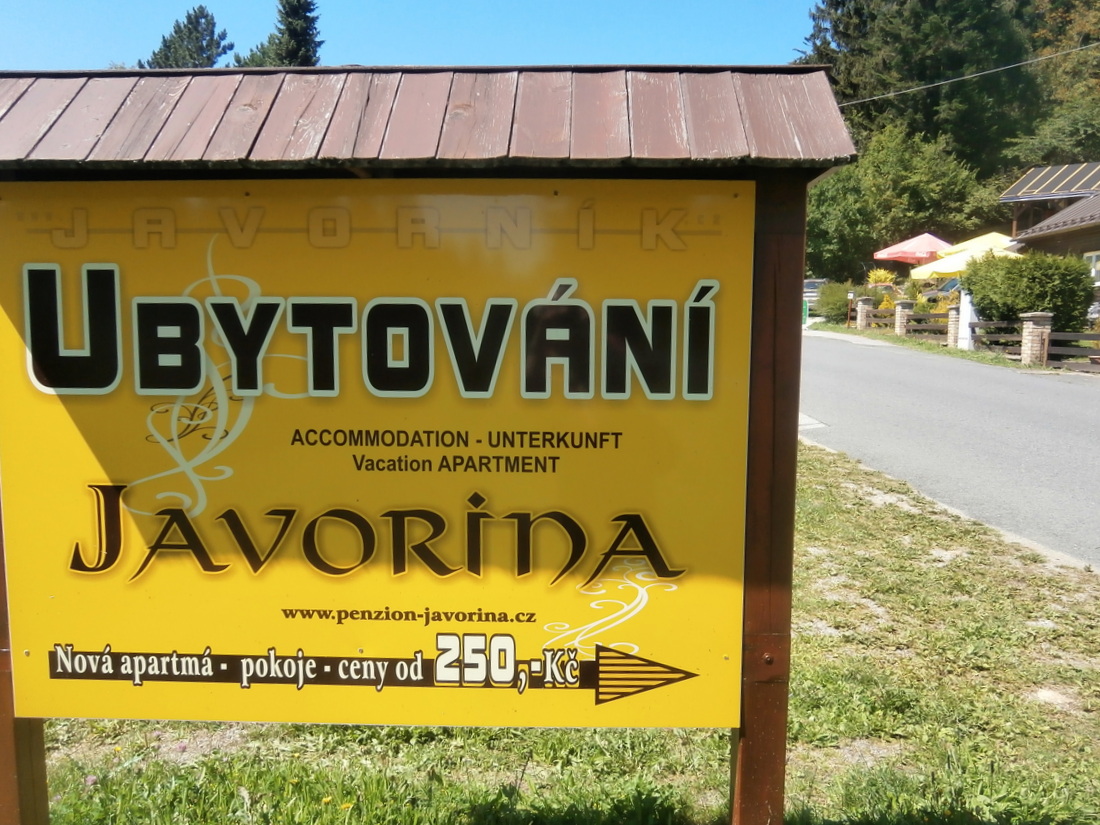 JAVORNÍK
UBYTOVÁNÍ
ACCOMMODATION - UNTERKUNFT
Vacation APARTMENT
JAVORINA
www.penzion-javorina.cz
Nová apartmá - pokoje - ceny od 250,-Kč